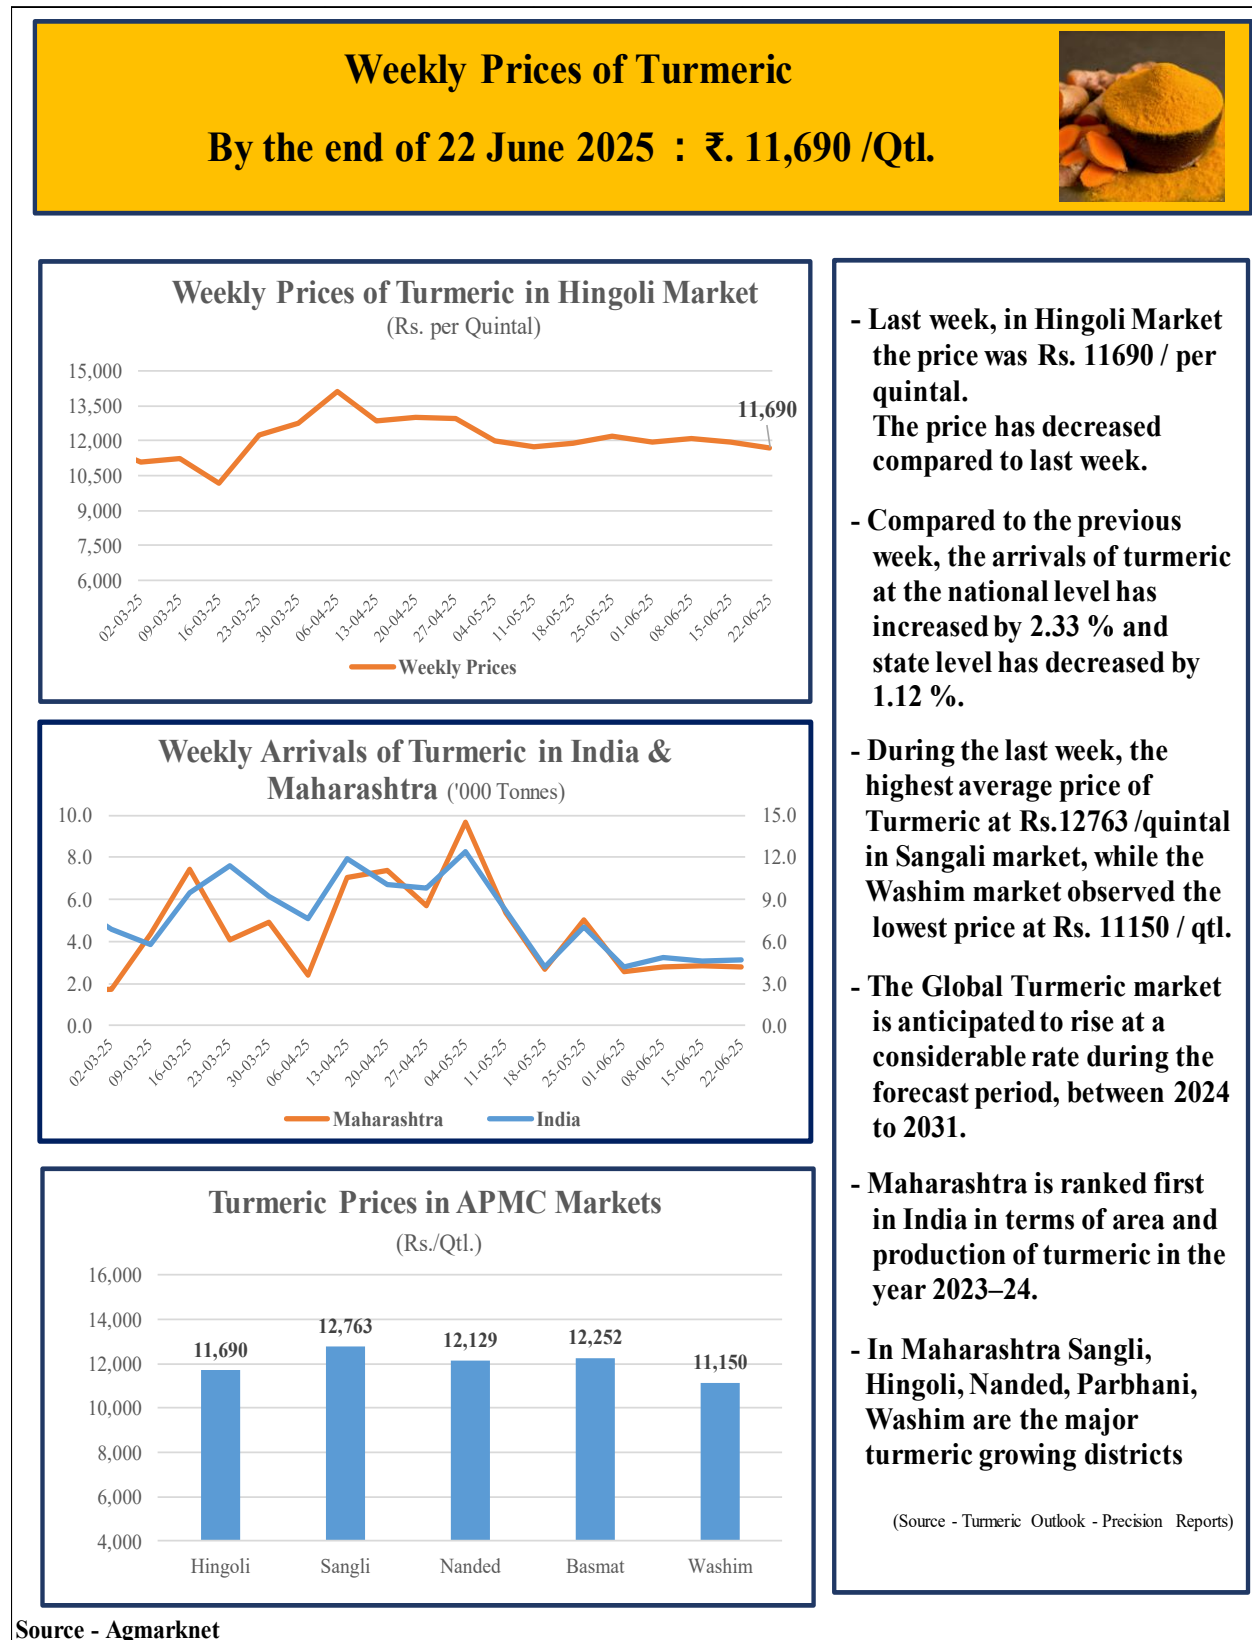 Weekly Prices of Turmeric
By the end of 22 June 2025 : ₹. 11,690 /Qtl.
Weekly Prices of Turmeric in Hingoli Market
(Rs. per Quintal)
15,000
13,500
12,000
10,500
9,000
7,500
6,000
11,690
02-03-25
09-03-25
16-03-25
23-03-25
30-03-25
06-04-25
13-04-25
20-04-25
27-04-25
04-05-25
11-05-25
18-05-25
25-05-25
01-06-25
08-06-25
15-06-25
22-06-25
Weekly Prices
Weekly Arrivals of Turmeric in India &
Maharashtra ('000 Tonnes)
10.0
8.0
6.0
4.0
2.0
0.0
15.0
12.0
9.0
6.0
3.0
0.0
02-03-25
09-03-25
16-03-25
23-03-25
30-03-25
06-04-25
13-04-25
20-04-25
27-04-25
04-05-25
11-05-25
18-05-25
25-05-25
01-06-25
08-06-25
15-06-25
22-06-25
Maharashtra
India
Turmeric Prices in APMC Markets
(Rs./Qtl.)
16,000
14,000
12,000
10,000
8,000
6,000
4,000
11,690
12,763
12,129
12,252
11,150
Hingoli
Sangli
Nanded
Basmat
Washim
- Last week, in Hingoli Market
the price was Rs. 11690 / per
quintal.
The price has decreased
compared to last week.
- Compared to the previous
week, the arrivals of turmeric
at the national level has
increased by 2.33 % and
state level has decreased by
1.12 %.
- During the last week, the
highest average price of
Turmeric at Rs.12763 /quintal
in Sangali market, while the
Washim market observed the
lowest price at Rs. 11150 / qtl.
- The Global Turmeric market
is anticipated to rise at a
considerable rate during the
forecast period, between 2024
to 2031.
- Maharashtra is ranked first
in India in terms of area and
production of turmeric in the
year 2023–24.
- In Maharashtra Sangli,
Hingoli, Nanded, Parbhani,
Washim are the major
turmeric growing districts
(Source - Turmeric Outlook - Precision Reports)
Source - Agmarknet